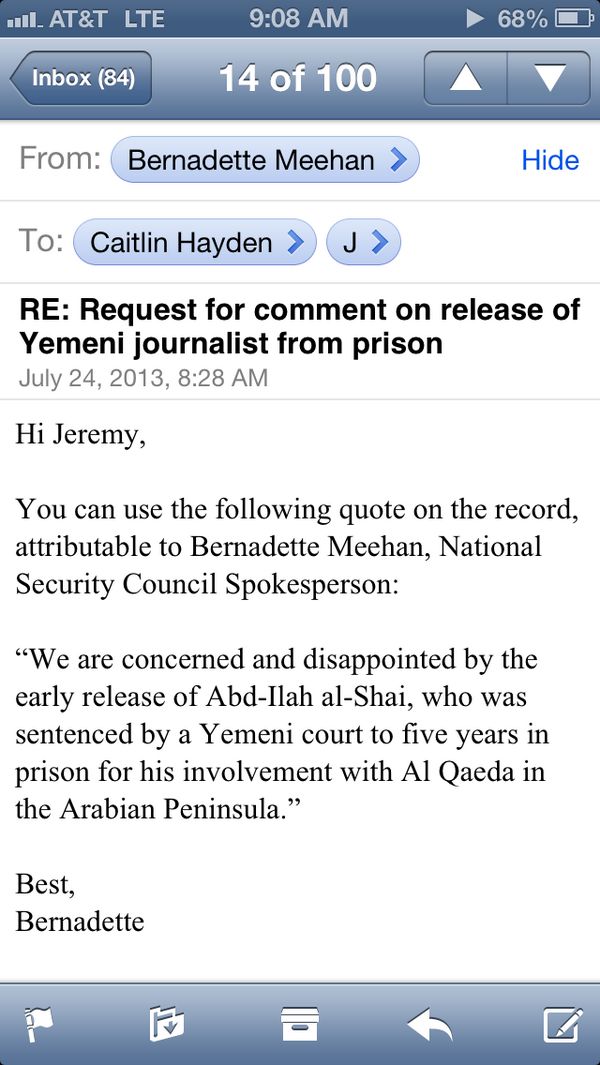 AT&T LTE 9:08 AM 68%
Inbox (84) 14 of 100
From: Bernadette Meehan Hide
To: Caitlin Hayden J
RE: Request for comment on release of
Yemeni journalist from prison
July 24, 2013, 8:28 AM
Hi Jeremy,
You can use the following quote on the record,
attributable to Bernadette Meehan, National
Security Council Spokesperson:
“We are concerned and disappointed by the
early release of Abd-Ilah al-Shai, who was
sentenced by a Yemeni court to five years in
prison for his involvement with Al Qaeda in
the Arabian Peninsula.”
Best,
Bernadette